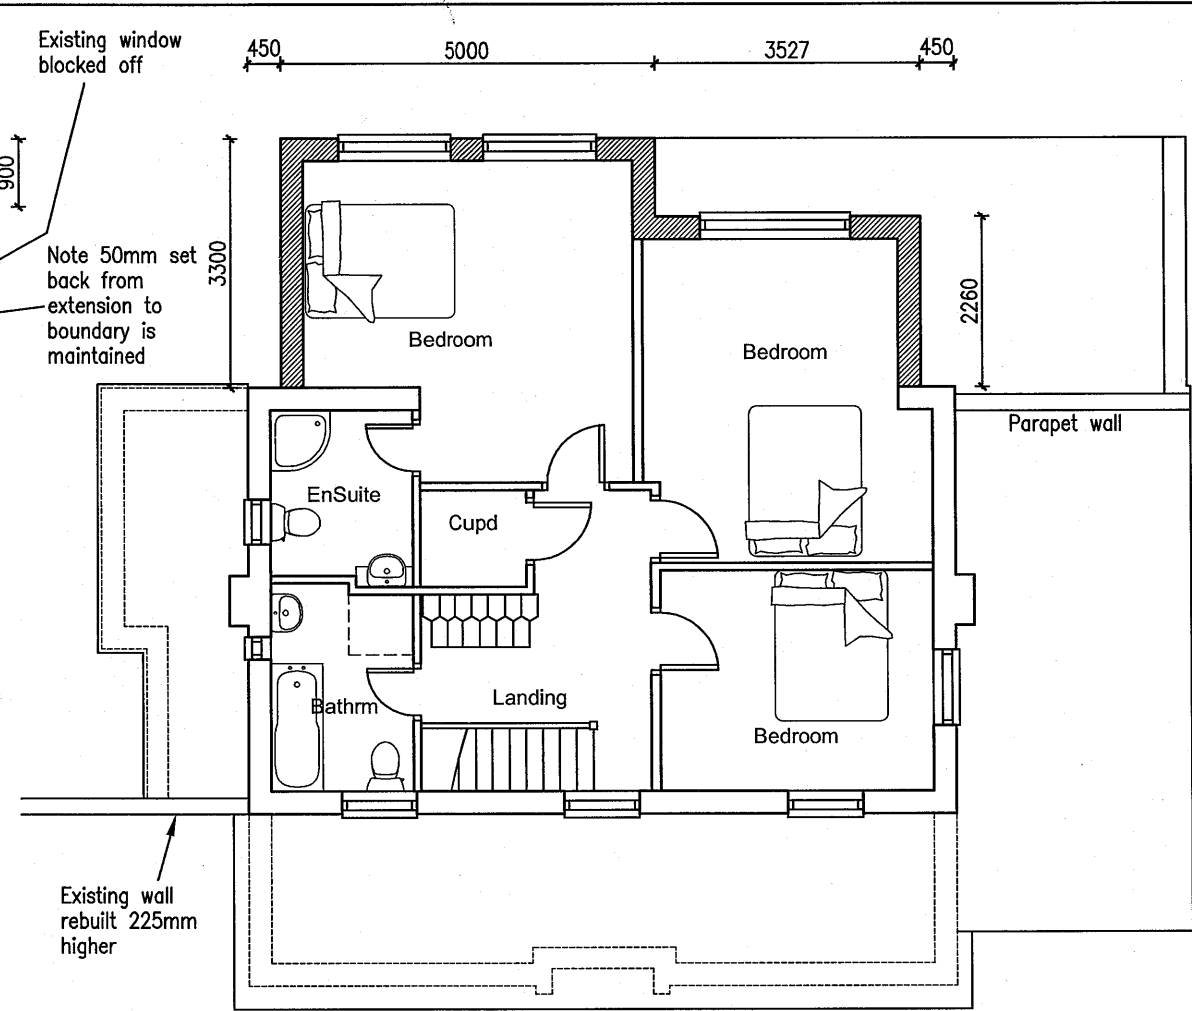 Existing window
blocked off
450
5000
3527
450
900
Note 50mm set
back from
extension to
boundary is
maintained
3300
2260
Bedroom
Bedroom
Parapet wall
EnSuite
Cupd
Landing
Bathrm
Bedroom
Existing wall
rebuilt 225mm
higher